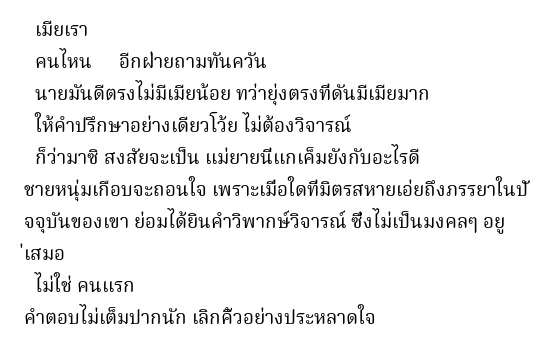 เมียเรา
คนไหน อีกฝ่ายถามทันควัน
นายมันดีตรงไม่มีเมียน้อย ทว่ายุ่งตรงที่ดันมีเมียมาก
ให้คำปรึกษาอย่างเดียวโว้ย ไม่ต้องวิจารณ์
ก็ว่ามาซิ สงสัยจะเป็น แม่ยายนีแกเค็มยังกับอะไรดี
ชายหนุ่มเกือบจะถอนใจ เพราะเมื่อใดที่มิตรสหายเอ่ยถึงภรรยาในปั
จจุบันของเขา ย่อมได้ยินคำวิพากษ์วิจารณ์ ซึ่งไม่เป็นมงคลๆ อยู
่เสมอ
ไม่ใช่ คนแรก
คำตอบไม่เต็มปากนัก เลิกคิ้วอย่างประหลาดใจ